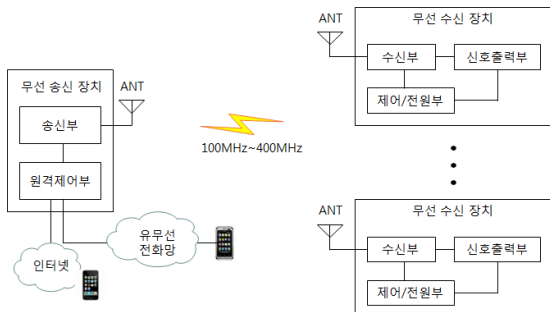 무선 송신 장치
ANT
송신부
원격제어부
인터넷
유무선
전화망
100MHz~400MHz
ANT
무선 수신 장치
수신부
신호출력부
제어/전원부
ANT
무선 수신 장치
수신부
신호출력부
제어/전원부